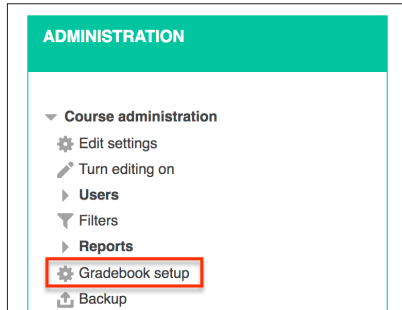 ADMINISTRATION
Course administration
Edit settings
Turn editing on
Users
Filters
Reports
Gradebook setup
Backup